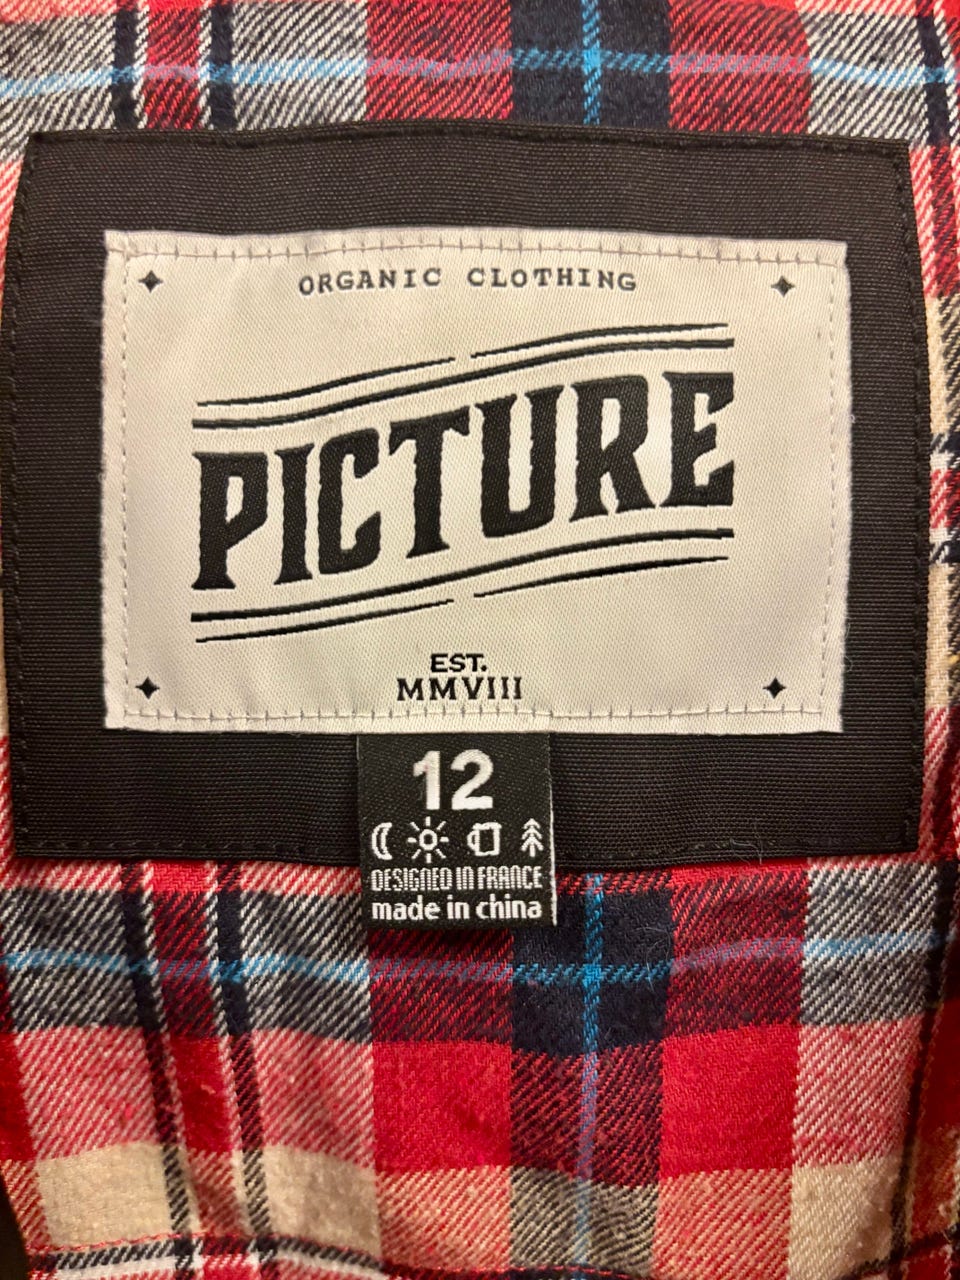 ORGANIC CLOTHING
PICTURE
EST.
MMVIII
12
DESIGNED IN FRANCE
made in china